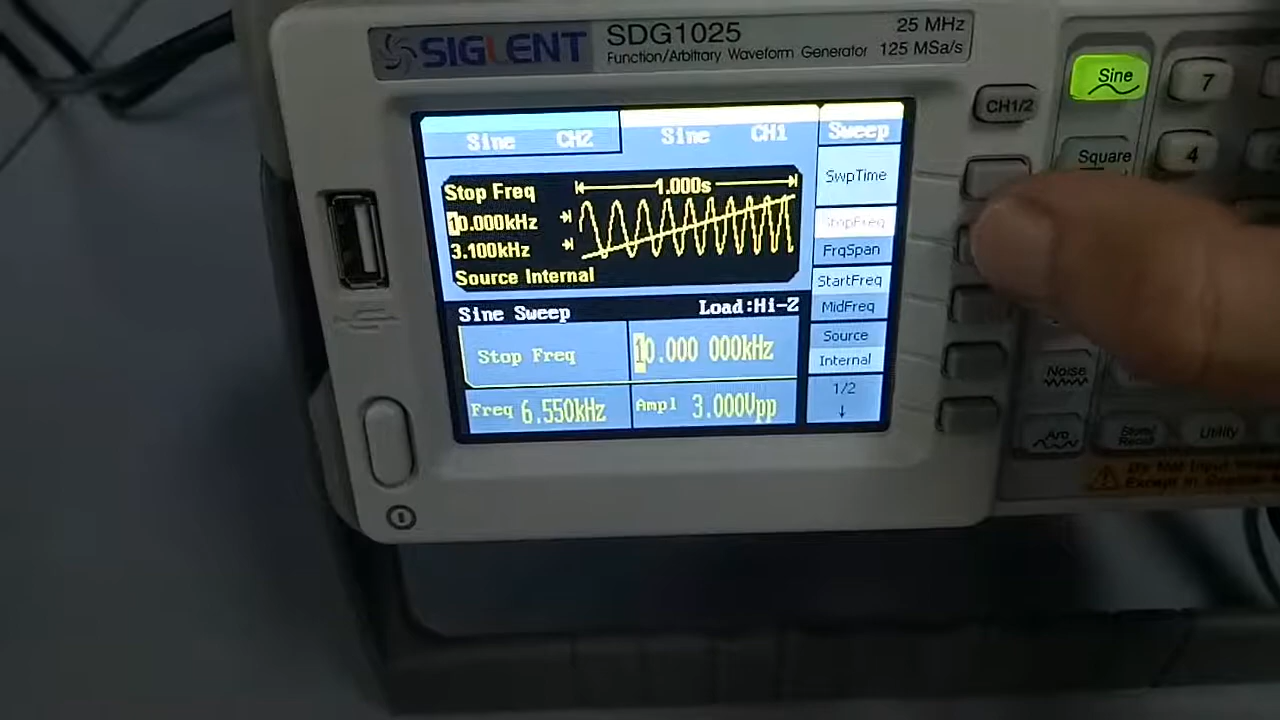 SIGLENT
SDG1025
Function/Arbitrary Waveform Generator
25 MHz
125 MSa/s
Sine CH2
Sine CH1
Sweep
Stop Freq
10.000kHz
3.100kHz
Source Internal
1.000s
SwpTime
StopFreq
FrqSpan
StartFreq
MidFreq
Source
Internal
1/2
↓
Sine Sweep
Load:Hi-Z
Stop Freq
10.000 000kHz
Freq 6.550kHz
Ampl 3.000Vpp
CH1/2
Sine
7
Square
4
Noise
Arb
Store/
Recall
Utility